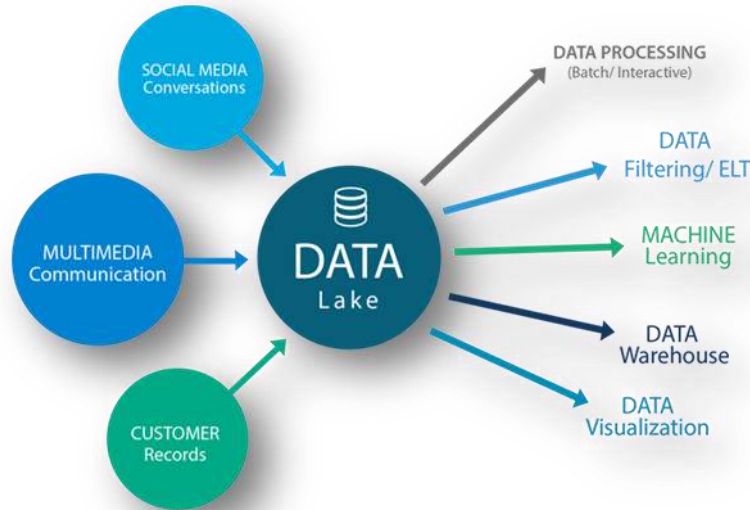 SOCIAL MEDIA
Conversations
MULTIMEDIA
Communication
CUSTOMER
Records
DATA
Lake
DATA PROCESSING
(Batch/ Interactive)
DATA
Filtering/ ELT
MACHINE
Learning
DATA
Warehouse
DATA
Visualization